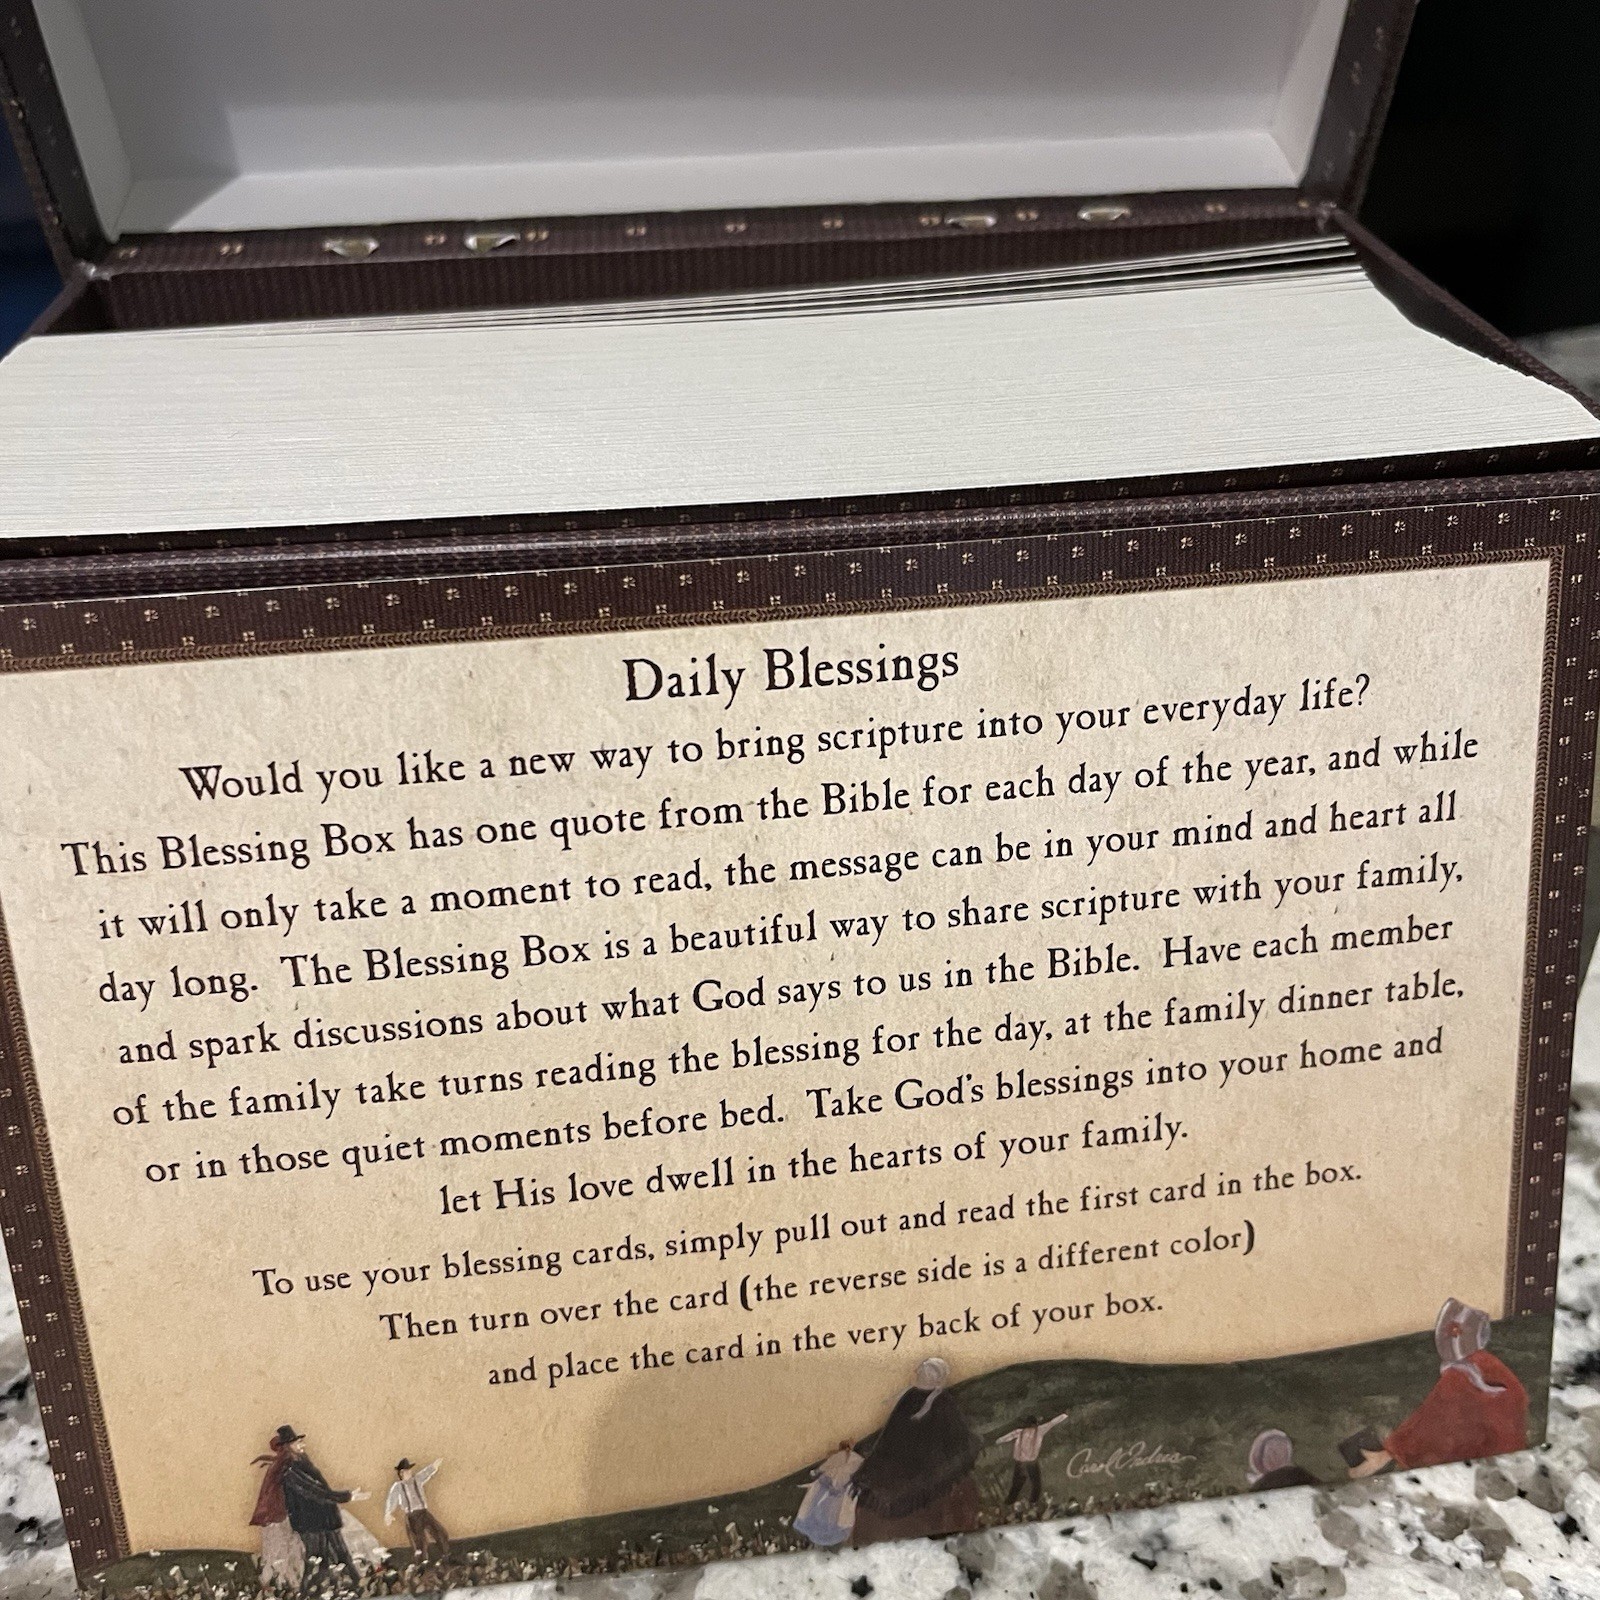 Daily Blessings
Would you like a new way to bring scripture into your everyday life?
This Blessing Box has one quote from the Bible for each day of the year, and while
it will only take a moment to read, the message can be in your mind and heart all
day long. The Blessing Box is a beautiful way to share scripture with your family,
and spark discussions about what God says to us in the Bible. Have each member
of the family take turns reading the blessing for the day, at the family dinner table,
or in those quiet moments before bed. Take God's blessings into your home and
let His love dwell in the hearts of your family.
To use your blessing cards, simply pull out and read the first card in the box.
Then turn over the card (the reverse side is a different color)
and place the card in the very back of your box.
Carol Endres